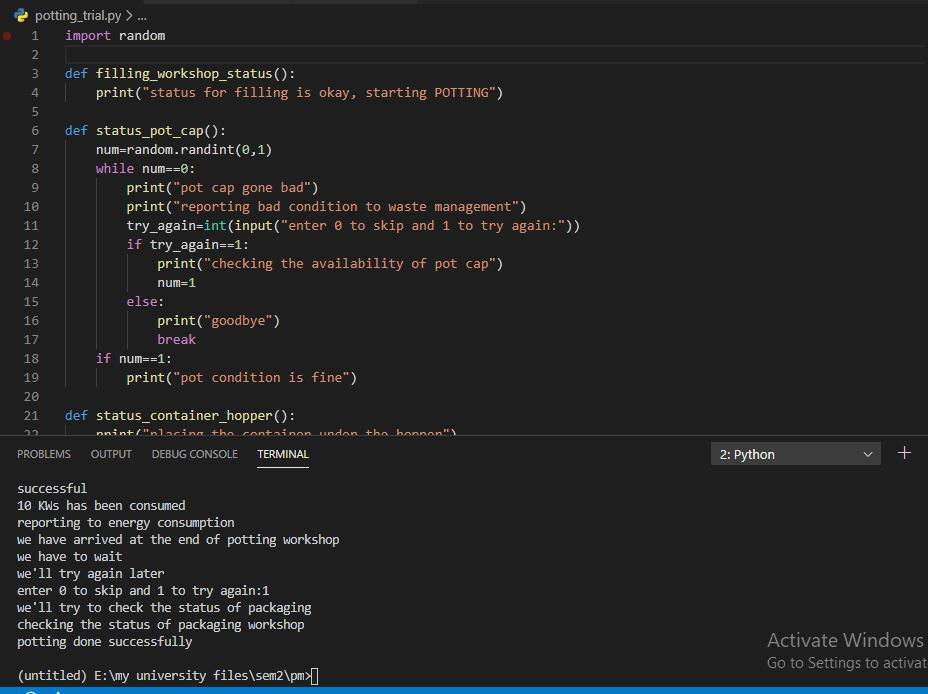 potting_trial.py > ...
1 import random
2
3 def filling_workshop_status():
4     print("status for filling is okay, starting POTTING")
5
6 def status_pot_cap():
7     num=random.randint(0,1)
8     while num==0:
9         print("pot cap gone bad")
10         print("reporting bad condition to waste management")
11         try_again=int(input("enter 0 to skip and 1 to try again:"))
12         if try_again==1:
13             print("checking the availability of pot cap")
14             num=1
15         else:
16             print("goodbye")
17             break
18     if num==1:
19         print("pot condition is fine")
20
21 def status_container_hopper():
22     print("placing the container under the hopper")
PROBLEMS OUTPUT DEBUG CONSOLE TERMINAL 2: Python
successful
10 KWs has been consumed
reporting to energy consumption
we have arrived at the end of potting workshop
we have to wait
we'll try again later
enter 0 to skip and 1 to try again:1
we'll try to check the status of packaging
checking the status of packaging workshop
potting done successfully
(untitled) E:\my university files\sem2\pm>
Activate Windows
Go to Settings to activat